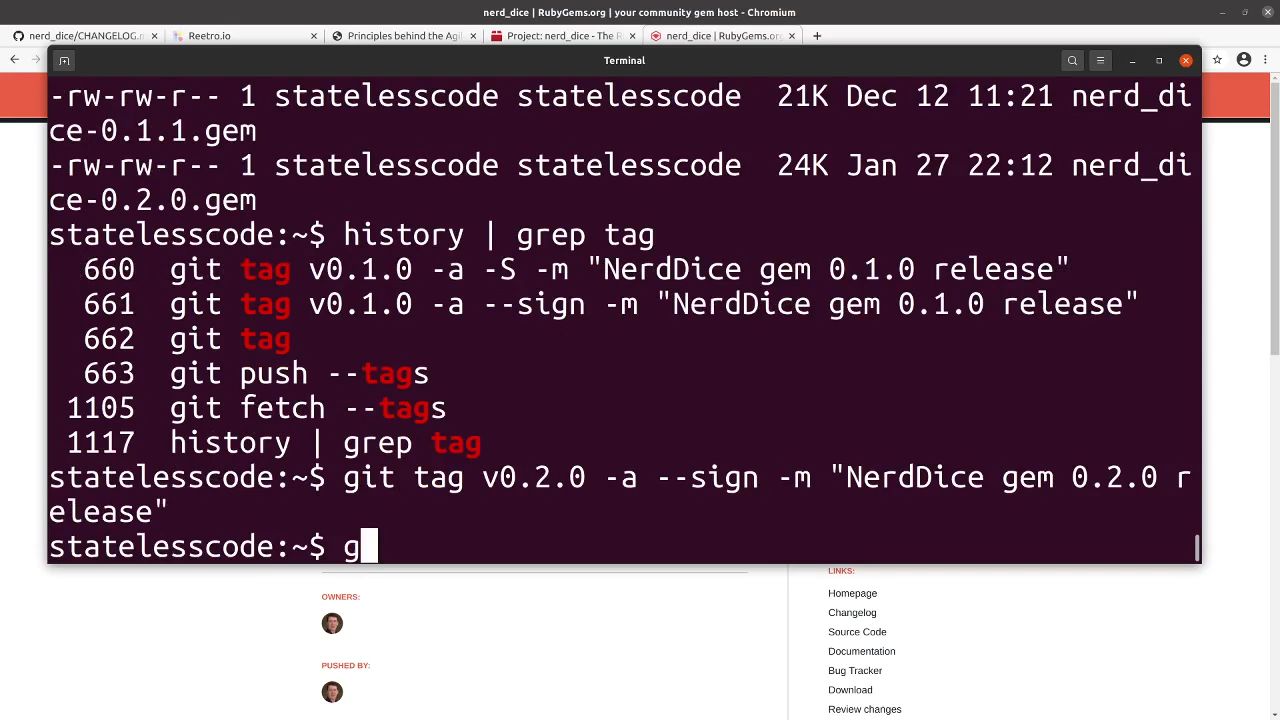 nerd_dice | RubyGems.org | your community gem host - Chromium
nerd_dice/CHANGELOG.m
Reetro.io
Principles behind the Agil
Project: nerd_dice - The R
nerd_dice | RubyGems.org
Terminal
-rw-rw-r-- 1 statelesscode statelesscode  21K Dec 12 11:21 nerd_di
ce-0.1.1.gem
-rw-rw-r-- 1 statelesscode statelesscode  24K Jan 27 22:12 nerd_di
ce-0.2.0.gem
statelesscode:~$ history | grep tag
660  git tag v0.1.0 -a -S -m "NerdDice gem 0.1.0 release"
661  git tag v0.1.0 -a --sign -m "NerdDice gem 0.1.0 release"
662  git tag
663  git push --tags
1105  git fetch --tags
1117  history | grep tag
statelesscode:~$ git tag v0.2.0 -a --sign -m "NerdDice gem 0.2.0 r
elease"
statelesscode:~$ g
OWNERS:
PUSHED BY:
LINKS:
Homepage
Changelog
Source Code
Documentation
Bug Tracker
Download
Review changes